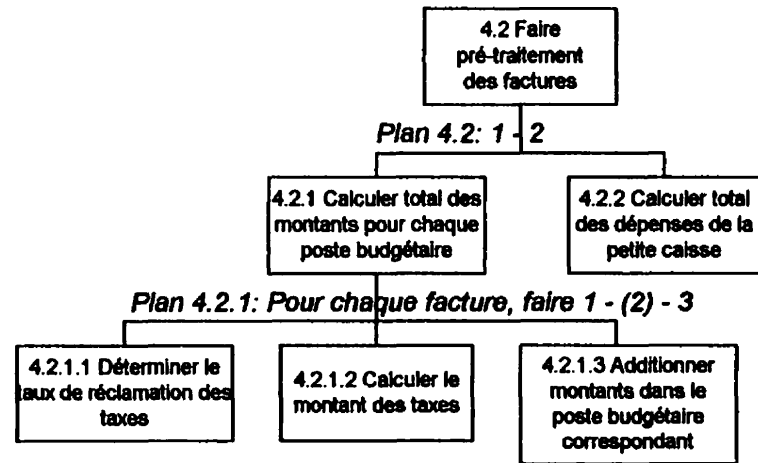 4.2 Faire
pré-traitement
des factures
Plan 4.2: 1 - 2
4.2.1 Calculer total des
montants pour chaque
poste budgétaire
4.2.2 Calculer total
des dépenses de la
petite caisse
Plan 4.2.1: Pour chaque facture, faire 1 - (2) - 3
4.2.1.1 Déterminer le
taux de réclamation des
taxes
4.2.1.2 Calculer le
montant des taxes
4.2.1.3 Additionner
montants dans le
poste budgétaire
correspondant